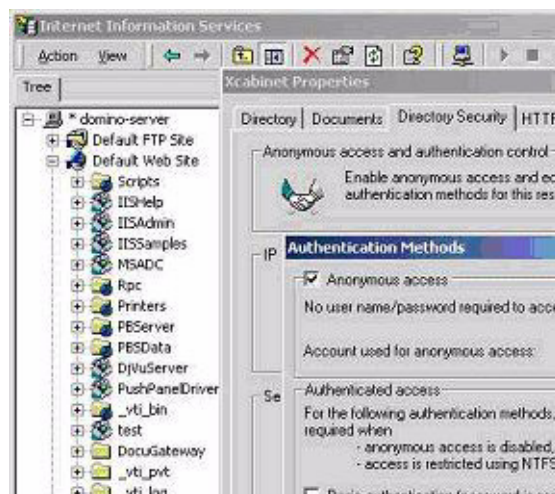 Internet Information Services
Action View
Tree
* domino-server
Default FTP Site
Default Web Site
Scripts
IISHelp
IISAdmin
IISSamples
MSADC
Rpc
Printers
PBServer
PBSData
DjVuServer
PushPanelDriver
_vti_bin
test
DocuGateway
_vti_pvt
_vti_log
Xcabinet Properties
Directory Documents Directory Security HTT
Anonymous access and authentication control
Enable anonymous access and ed
authentication methods for this res
IP
Se
Authentication Methods
Anonymous access
No user name/password required to acce
Account used for anonymous access:
Authenticated access
For the following authentication methods,
required when
- anonymous access is disabled,
- access is restricted using NTFS